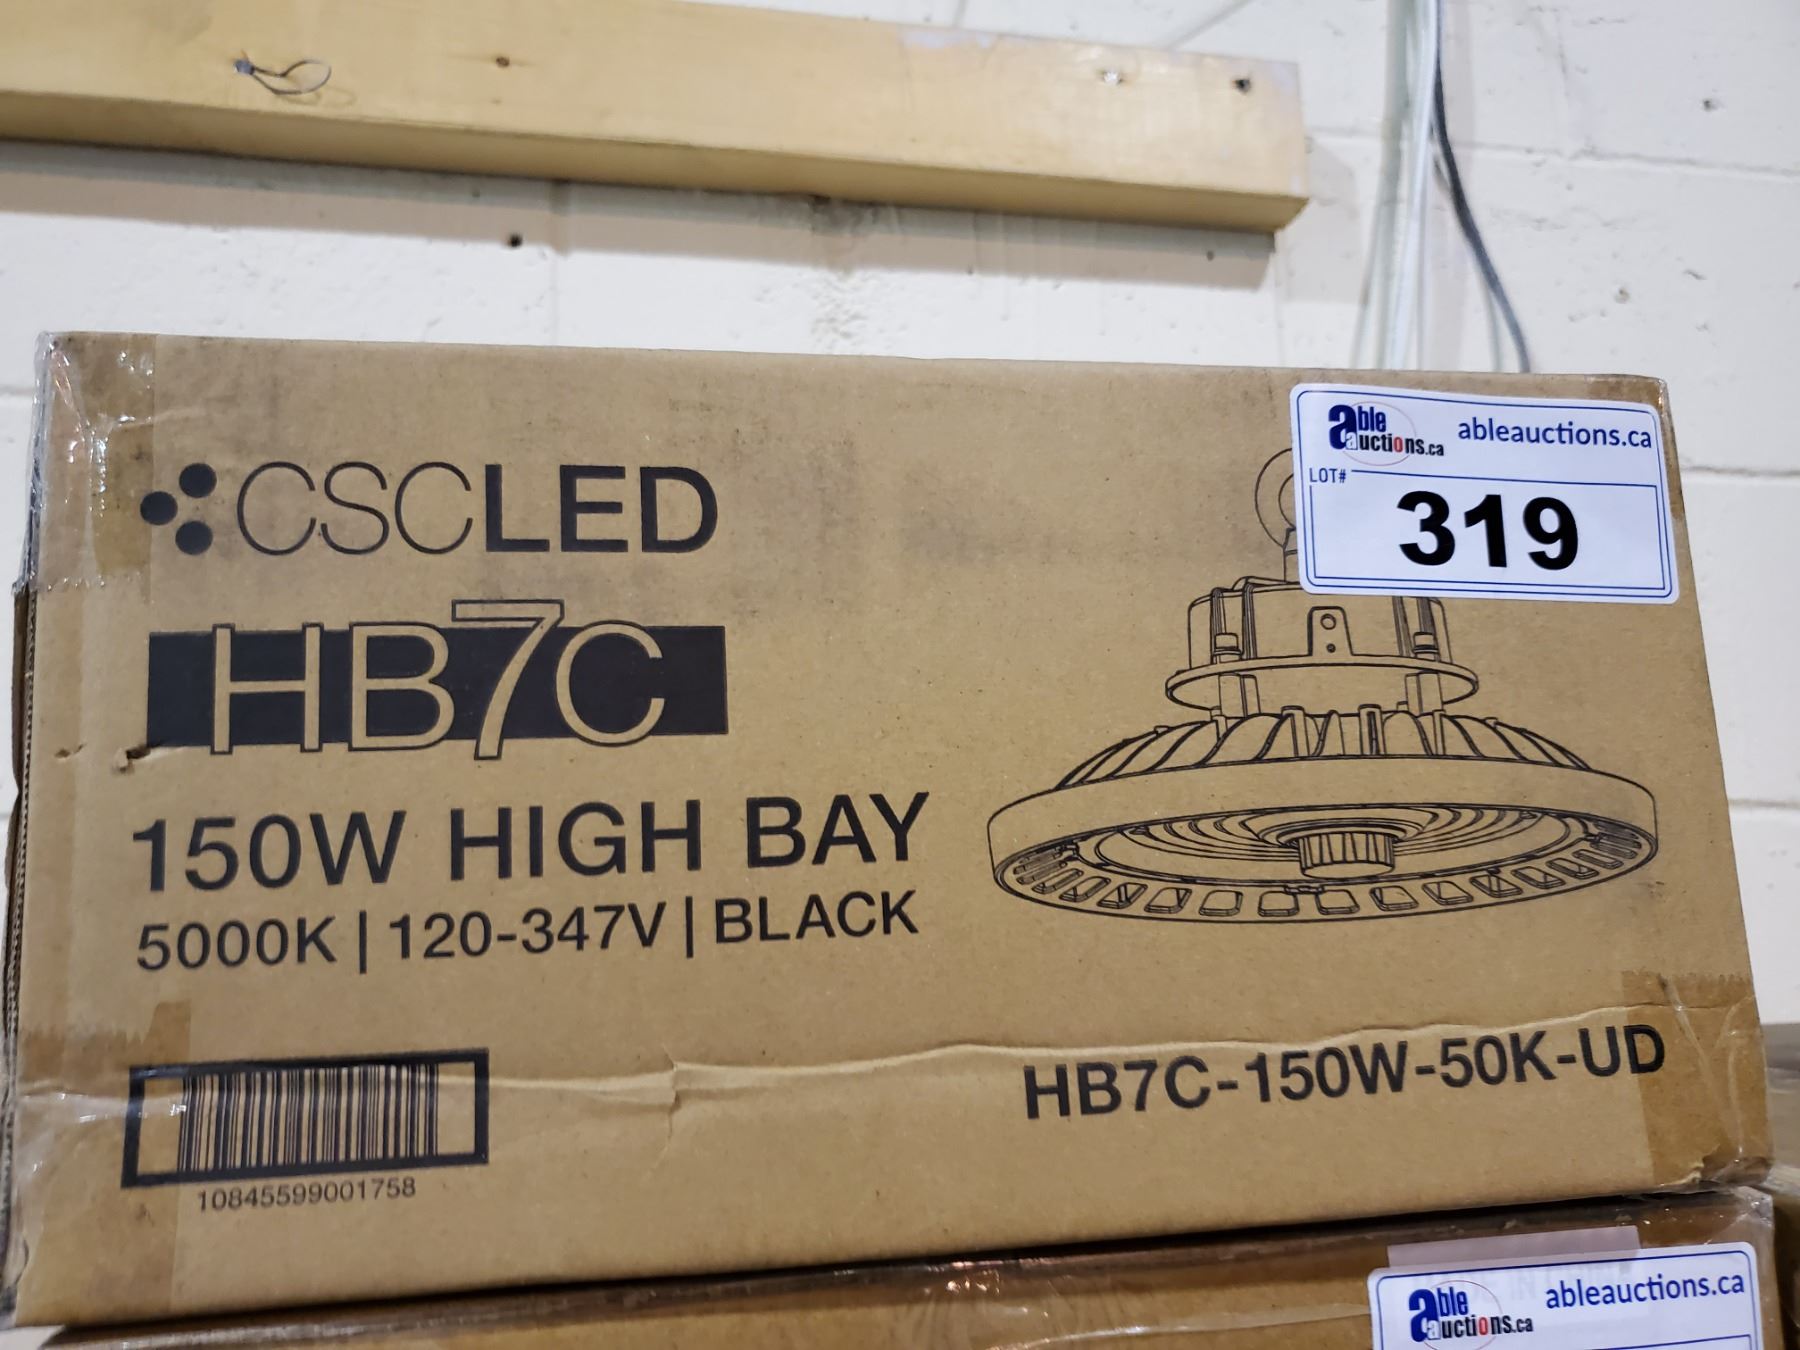 able
auctions.ca
ableauctions.ca
LOT#
319
CSCLED
HB7C
150W HIGH BAY
5000K | 120-347V | BLACK
HB7C-150W-50K-UD
10845599001758
able
auctions.ca
ableauctions.ca